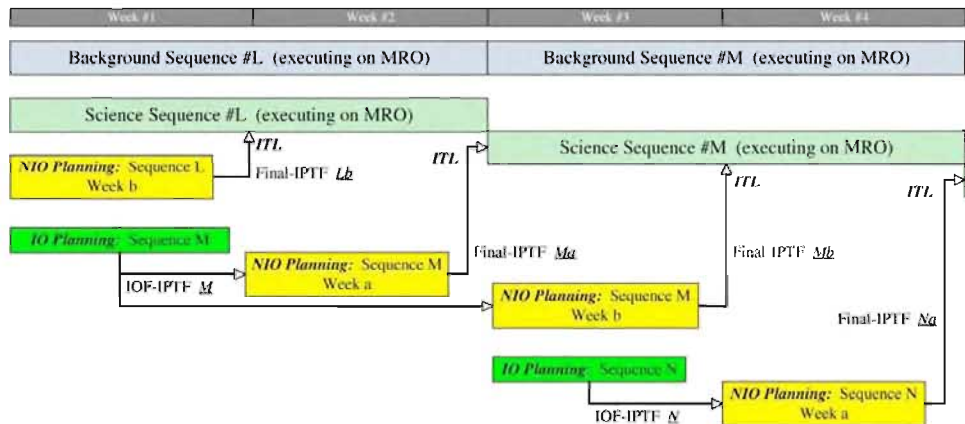 Week #1 Week #2 Week #3 Week #4
Background Sequence #L (executing on MRO) Background Sequence #M (executing on MRO)
Science Sequence #L (executing on MRO)
ITL
ITL
Science Sequence #M (executing on MRO)
NIO Planning: Sequence L
Week b
Final-IPTF Lb
ITL
ITL
IO Planning: Sequence M
IOF-IPTF M
NIO Planning: Sequence M
Week a
Final-IPTF Ma
Final IPTF Mb
NIO Planning: Sequence M
Week b
Final-IPTF Na
IO Planning: Sequence N
IOF-IPTF N
NIO Planning: Sequence N
Week a